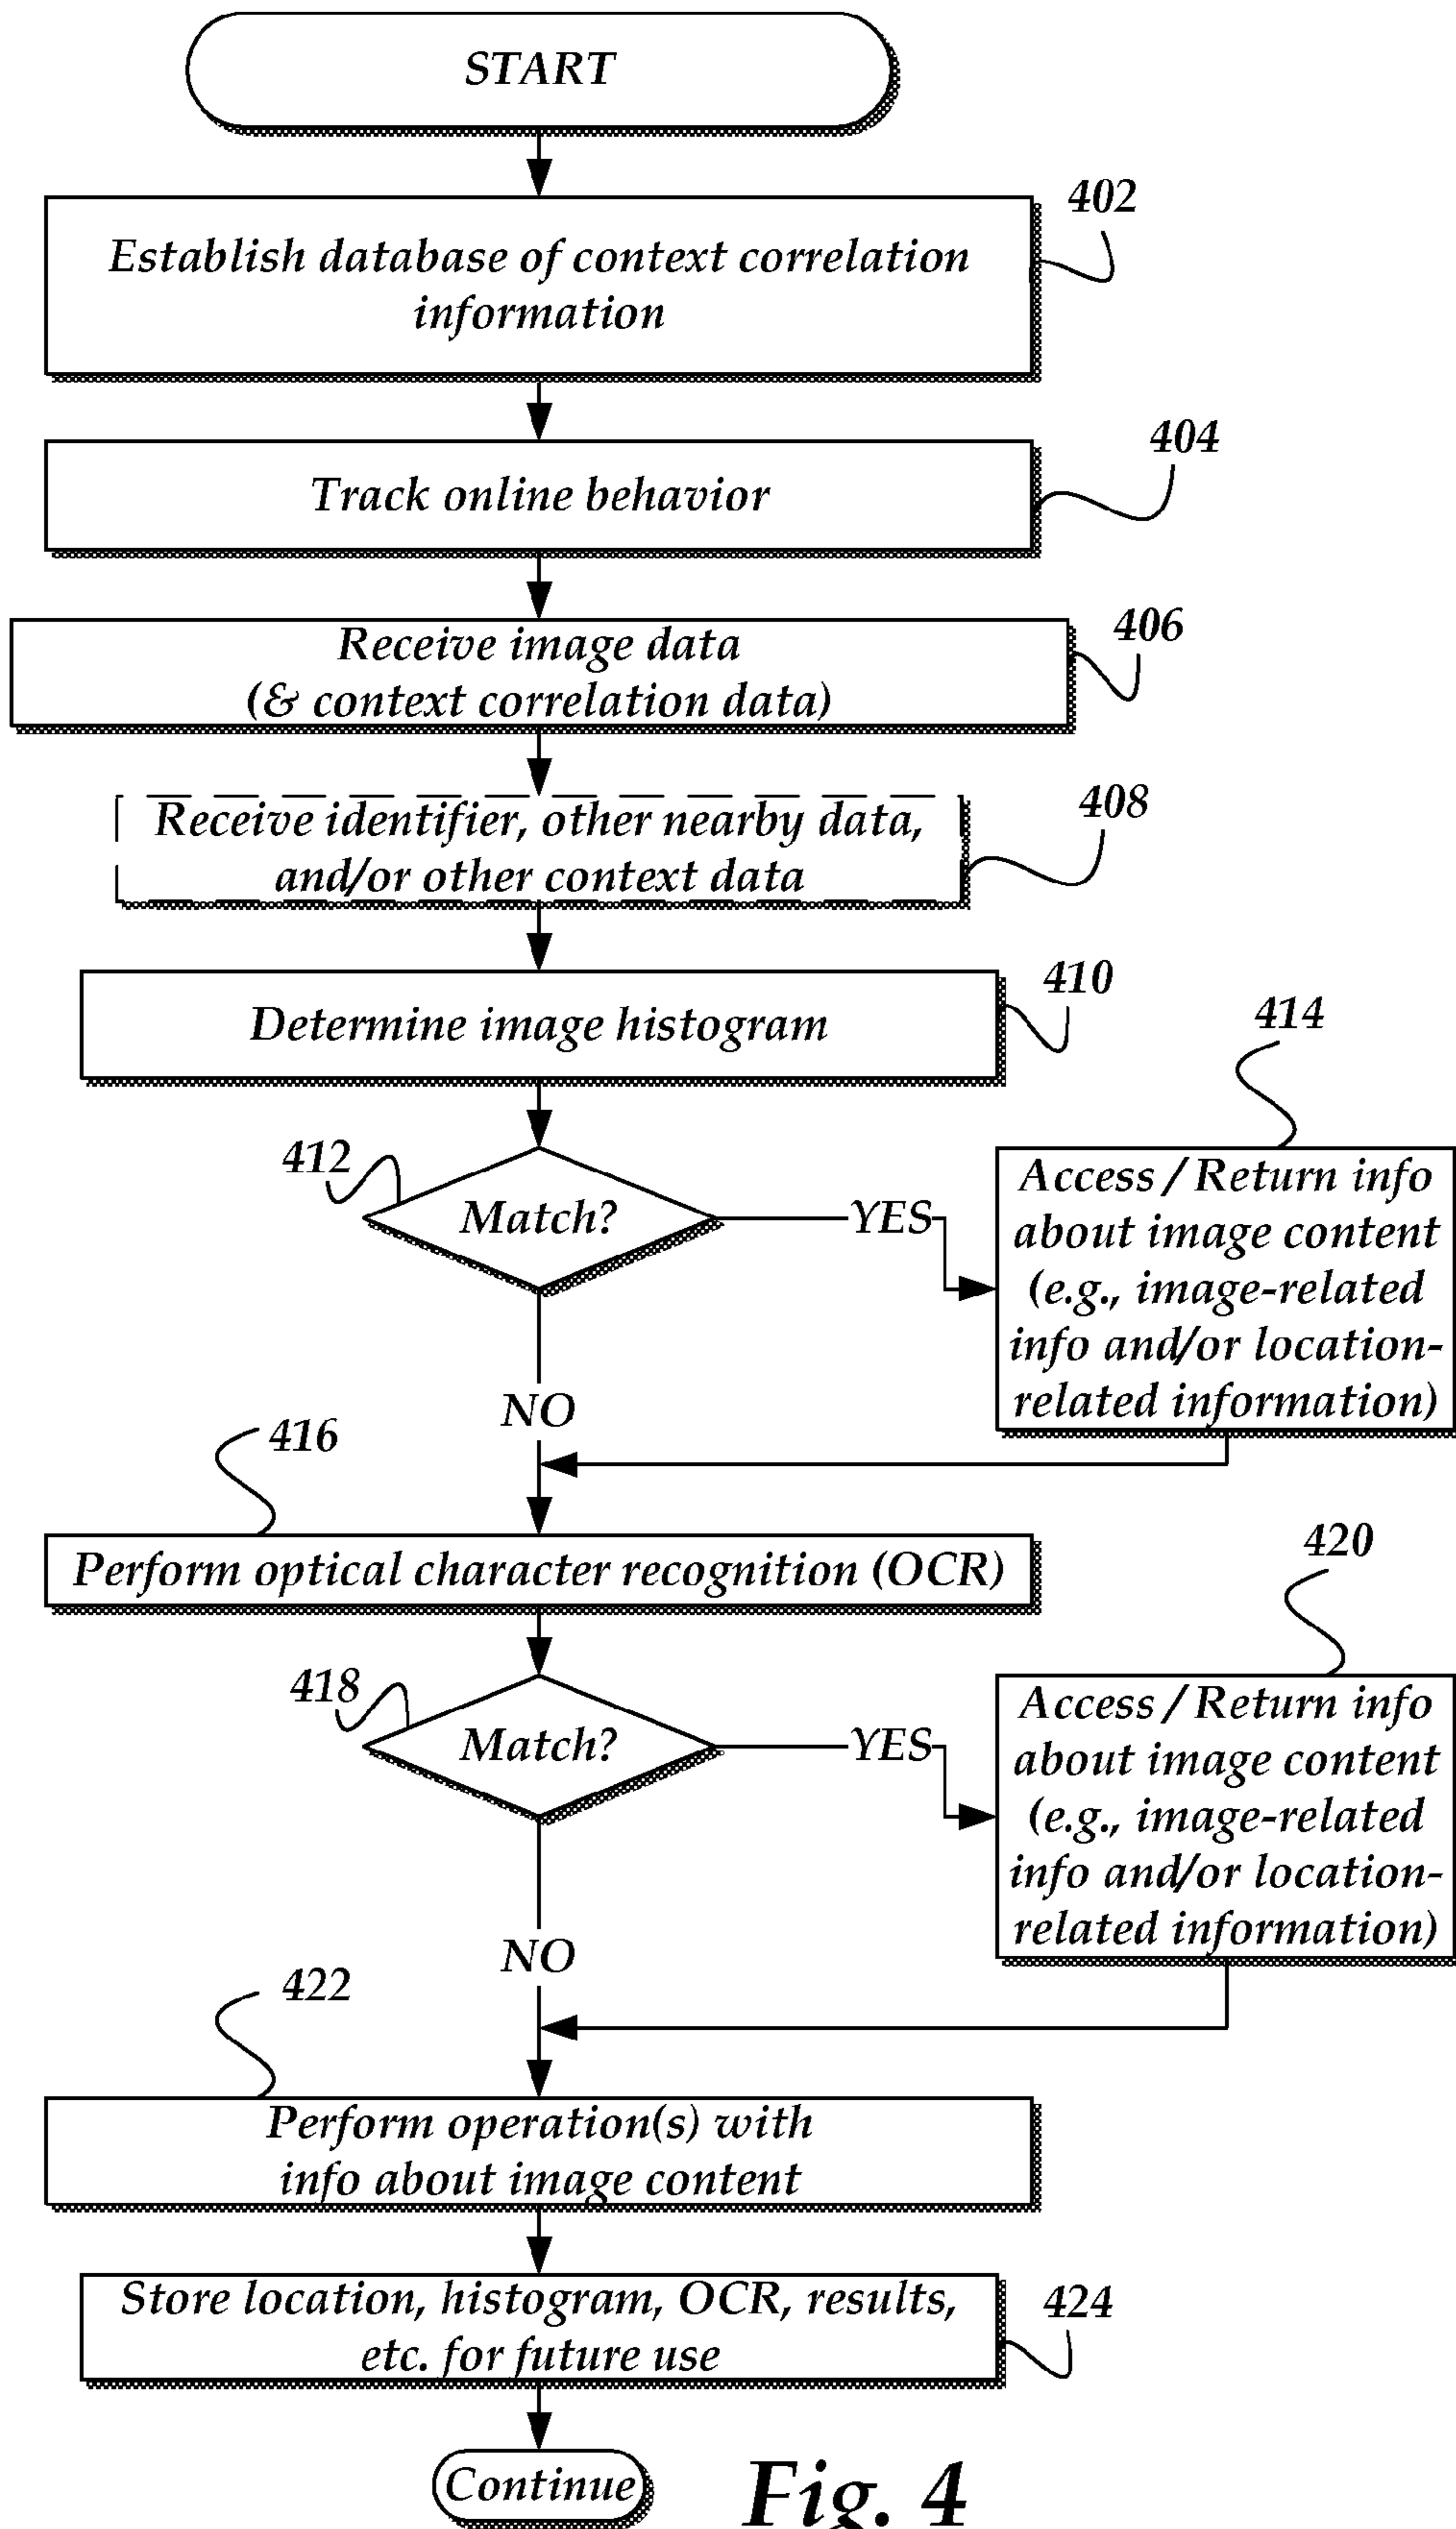 START
402
Establish database of context correlation
information
404
Track online behavior
406
Receive image data
(& context correlation data)
408
Receive identifier, other nearby data,
and/or other context data
410
Determine image histogram
412
Match?
YES
414
Access / Return info
about image content
(e.g., image-related
info and/or location-
related information)
NO
416
Perform optical character recognition (OCR)
418
Match?
YES
420
Access / Return info
about image content
(e.g., image-related
info and/or location-
related information)
NO
422
Perform operation(s) with
info about image content
Store location, histogram, OCR, results,
etc. for future use
424
Continue
Fig. 4